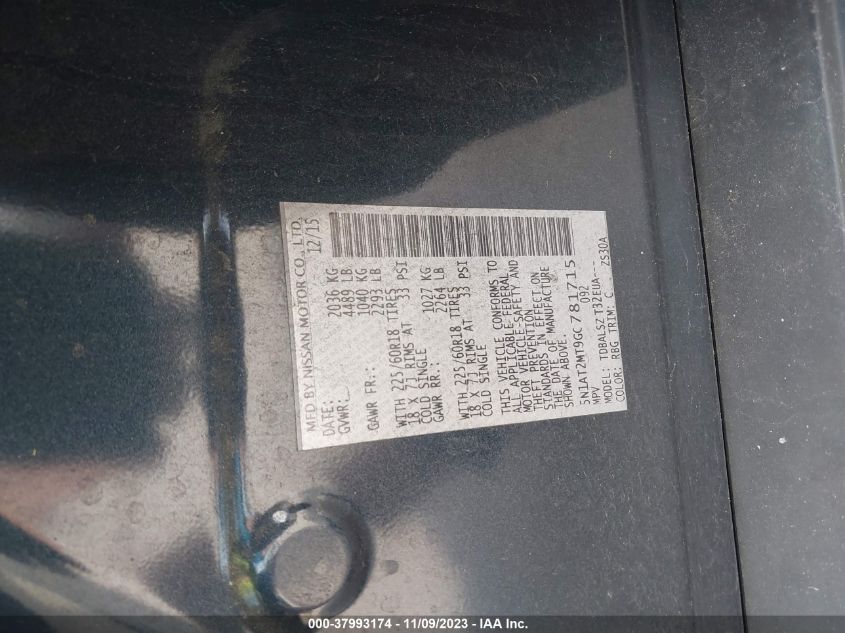 MFD BY NISSAN MOTOR CO., LTD.
DATE: 12/15
GVWR: 2036 KG
4489 LB
GAWR FR: 1040 KG
2293 LB
WITH 225/60R18 TIRES
18 X 7J RIMS AT 33 PSI
COLD SINGLE
GAWR RR: 1027 KG
2264 LB
WITH 225/60R18 TIRES
18 X 7J RIMS AT 33 PSI
COLD SINGLE
THIS VEHICLE CONFORMS TO
ALL APPLICABLE FEDERAL
MOTOR VEHICLE SAFETY AND
THEFT PREVENTION
STANDARDS IN EFFECT ON
THE DATE OF MANUFACTURE
SHOWN ABOVE.
5N1AT2MT9GC781715
MPV 092
MODEL: TDBALSZ T32EUA--
COLOR: RBG TRIM: C ZS30A
000-37993174 - 11/09/2023 - IAA Inc.